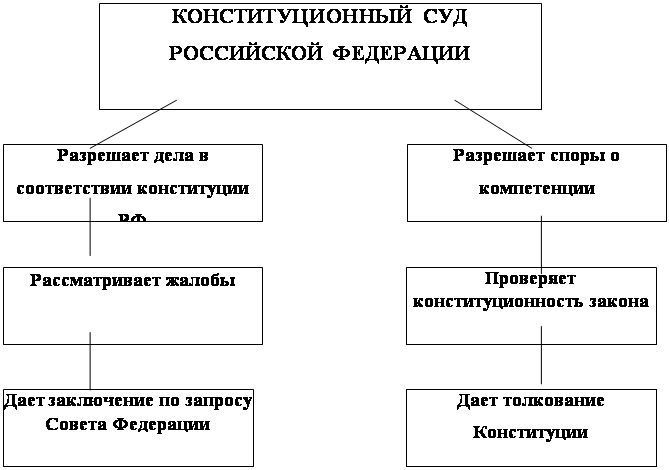 КОНСТИТУЦИОННЫЙ СУД
РОССИЙСКОЙ ФЕДЕРАЦИИ
Разрешает дела в
соответствии конституции
РФ
Разрешает споры о
компетенции
Рассматривает жалобы
Проверяет
конституционность закона
Дает заключение по запросу
Совета Федерации
Дает толкование
Конституции